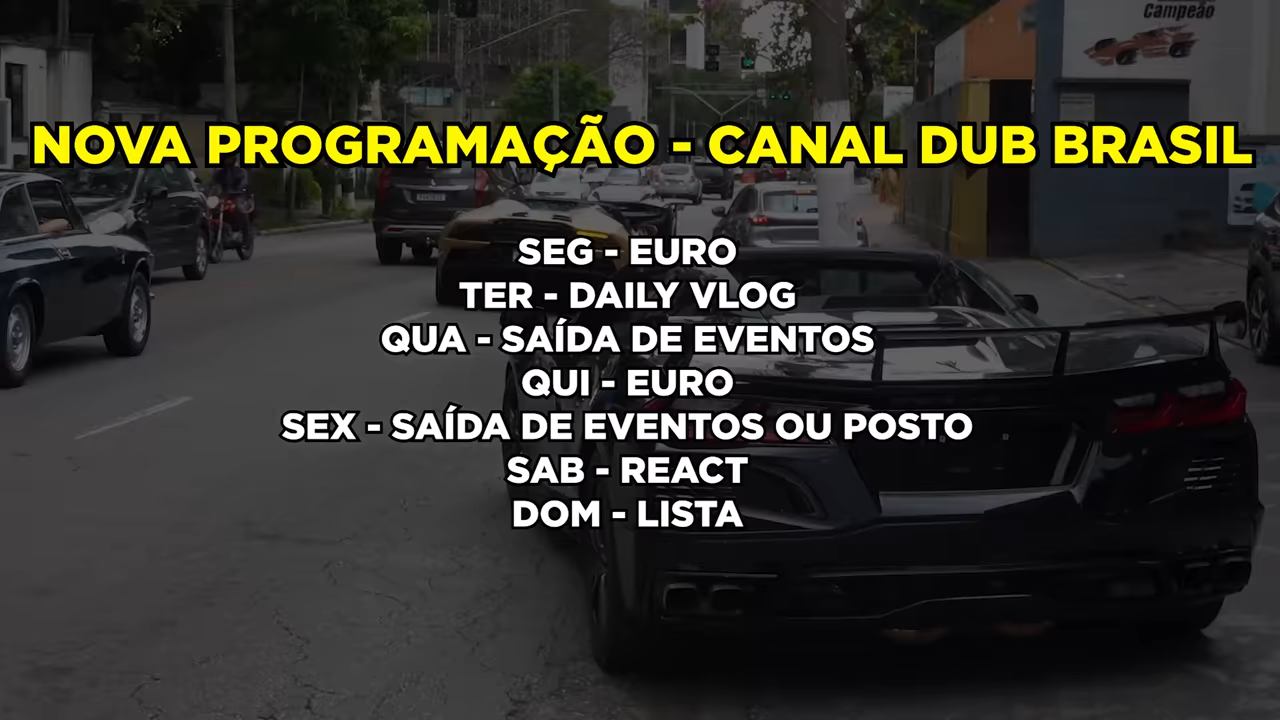 Campeão
NOVA PROGRAMAÇÃO - CANAL DUB BRASIL
SEG - EURO
TER - DAILY VLOG
QUA - SAÍDA DE EVENTOS
QUI - EURO
SEX - SAÍDA DE EVENTOS OU POSTO
SAB - REACT
DOM - LISTA